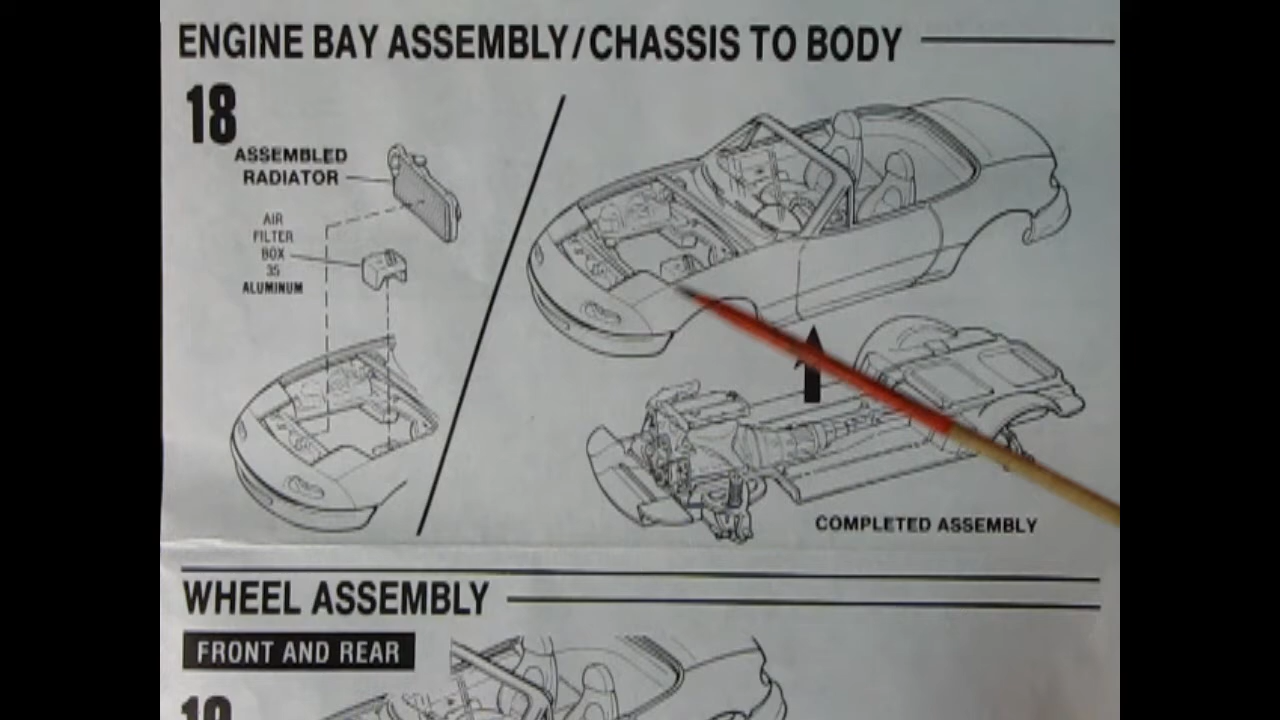 ENGINE BAY ASSEMBLY/CHASSIS TO BODY
18
ASSEMBLED
RADIATOR
AIR
FILTER
BOX
35
ALUMINUM
COMPLETED ASSEMBLY
WHEEL ASSEMBLY
FRONT AND REAR